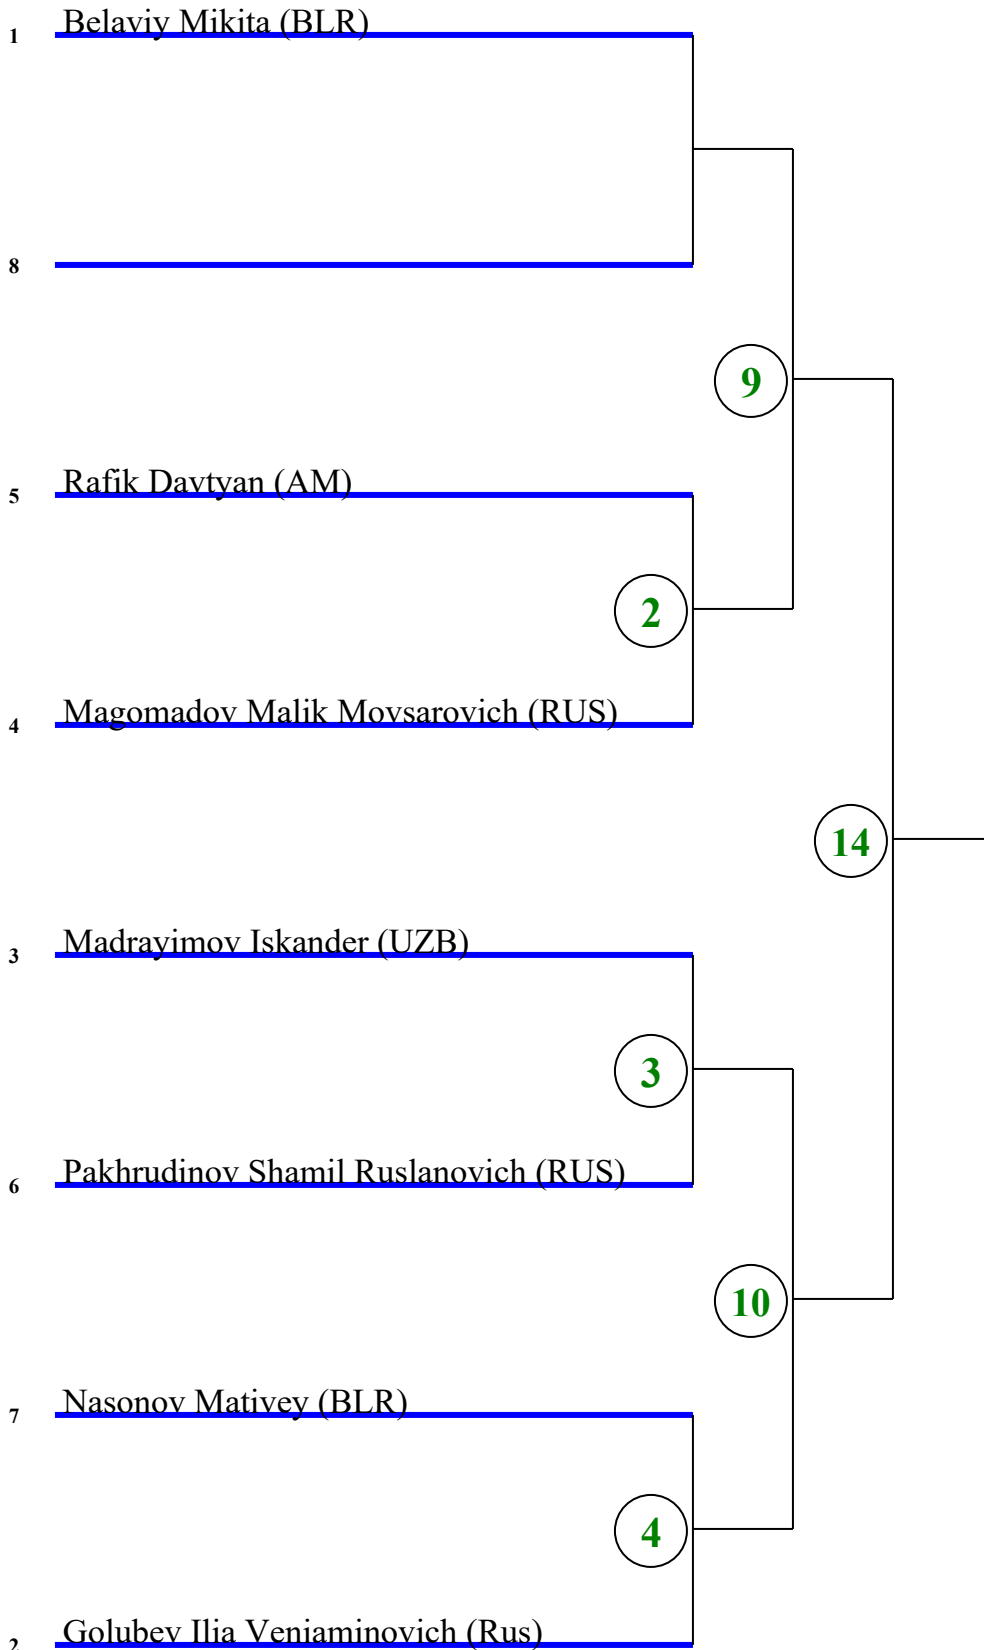 1 Belaviy Mikita (BLR)
8
9
5 Rafik Davtyan (AM)
2
4 Magomadov Malik Movsarovich (RUS)
14
3 Madrayimov Iskander (UZB)
3
6 Pakhrudinov Shamil Ruslanovich (RUS)
10
7 Nasonov Mativey (BLR)
4
2 Golubev Ilia Veniaminovich (Rus)